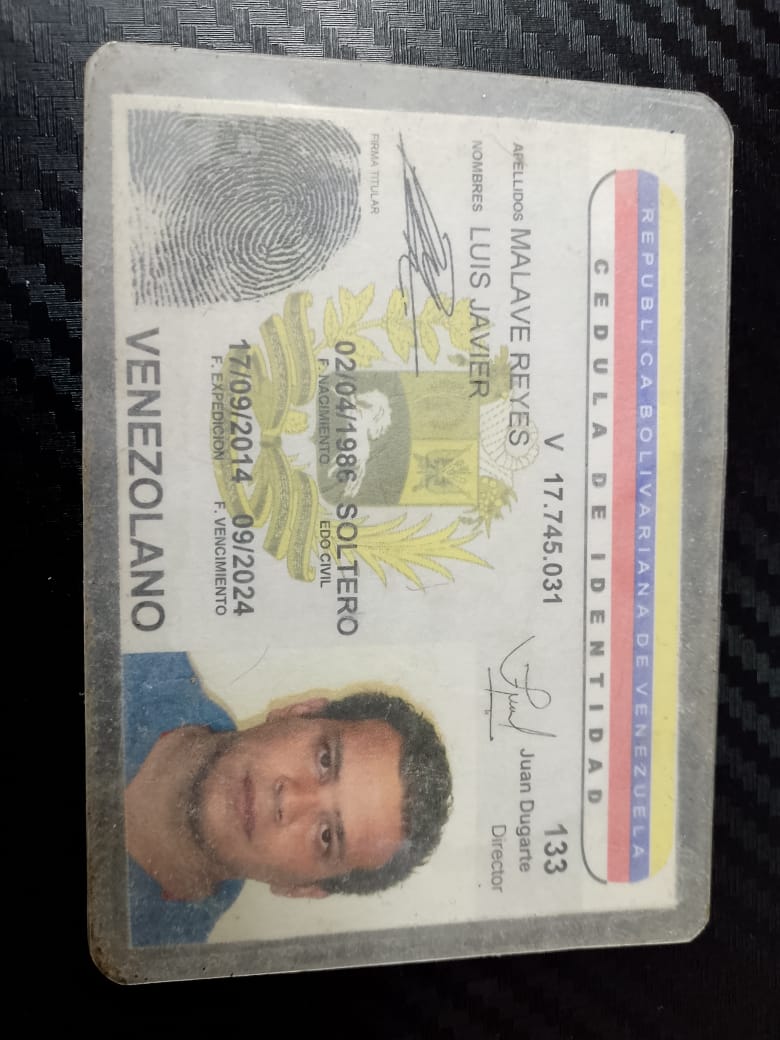 REPUBLICA BOLIVARIANA DE VENEZUELA
CEDULA DE IDENTIDAD
V 17.745.031
133
APELLIDOS MALAVE REYES
NOMBRES LUIS JAVIER
Juan Dugarte
Director
FIRMA TITULAR
02/04/1986 SOLTERO
F. NACIMIENTO EDO CIVIL
17/09/2014 09/2024
F. EXPEDICION F. VENCIMIENTO
VENEZOLANO